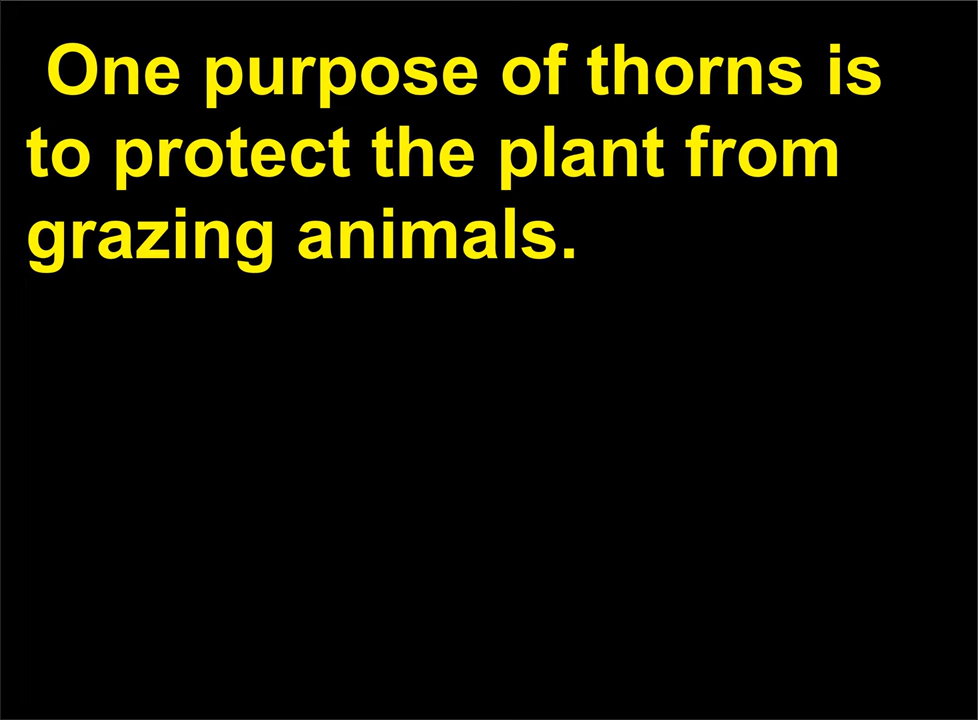 One purpose of thorns is
to protect the plant from
grazing animals.